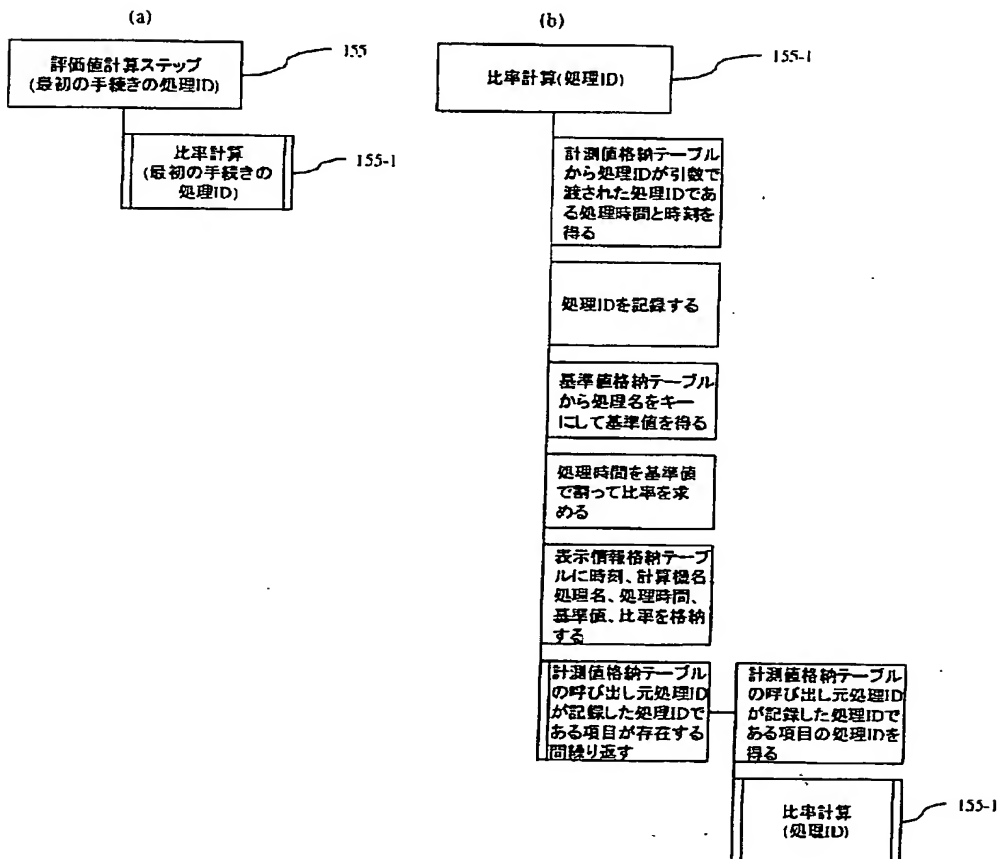 (a)
評価値計算ステップ
(最初の手続きの処理ID)
155
比率計算
(最初の手続きの
処理ID)
155-1
(b)
比率計算(処理ID)
155-1
計測値格納テーブル
から処理IDが引数で
渡された処理IDであ
る処理時間と時刻を
得る
処理IDを記録する
基準値格納テーブル
から処理名をキー
にして基準値を得る
処理時間を基準値
で割って比率を求
める
表示情報格納テーブ
ルに時刻、計算機名
処理名、処理時間、
基準値、比率を格納
する
計測値格納テーブル
の呼び出し元処理ID
が記録した処理IDで
ある項目が存在する
間繰り返す
計測値格納テーブル
の呼び出し元処理ID
が記録した処理IDで
ある項目の処理IDを
得る
比率計算
(処理ID)
155-1